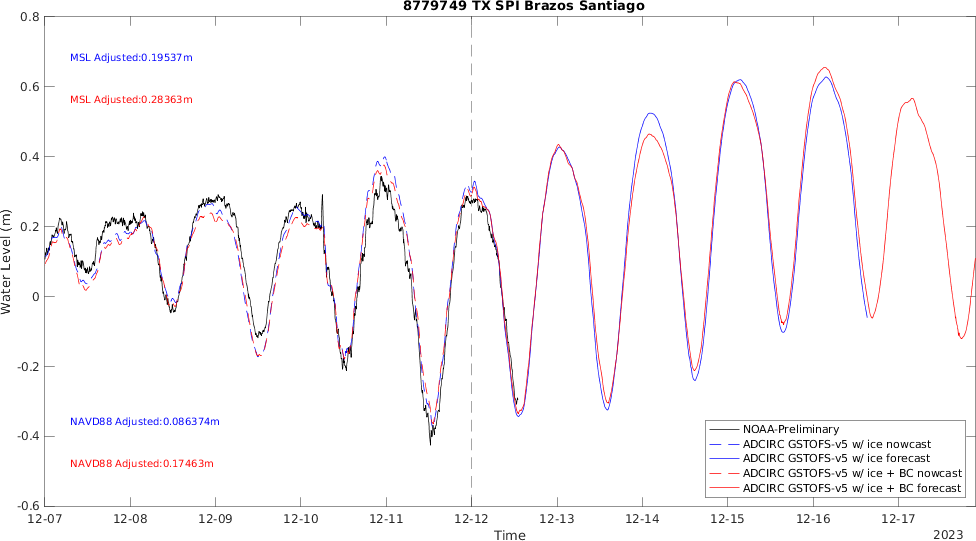 8779749 TX SPI Brazos Santiago
MSL Adjusted:0.19537m
MSL Adjusted:0.28363m
NAVD88 Adjusted:0.086374m
NAVD88 Adjusted:0.17463m
Water Level (m)
0.8
0.6
0.4
0.2
0
-0.2
-0.4
-0.6
NOAA-Preliminary
ADCIRC GSTOFS-v5 w/ ice nowcast
ADCIRC GSTOFS-v5 w/ ice forecast
ADCIRC GSTOFS-v5 w/ ice + BC nowcast
ADCIRC GSTOFS-v5 w/ ice + BC forecast
12-07 12-08 12-09 12-10 12-11 12-12 12-13 12-14 12-15 12-16 12-17
Time
2023